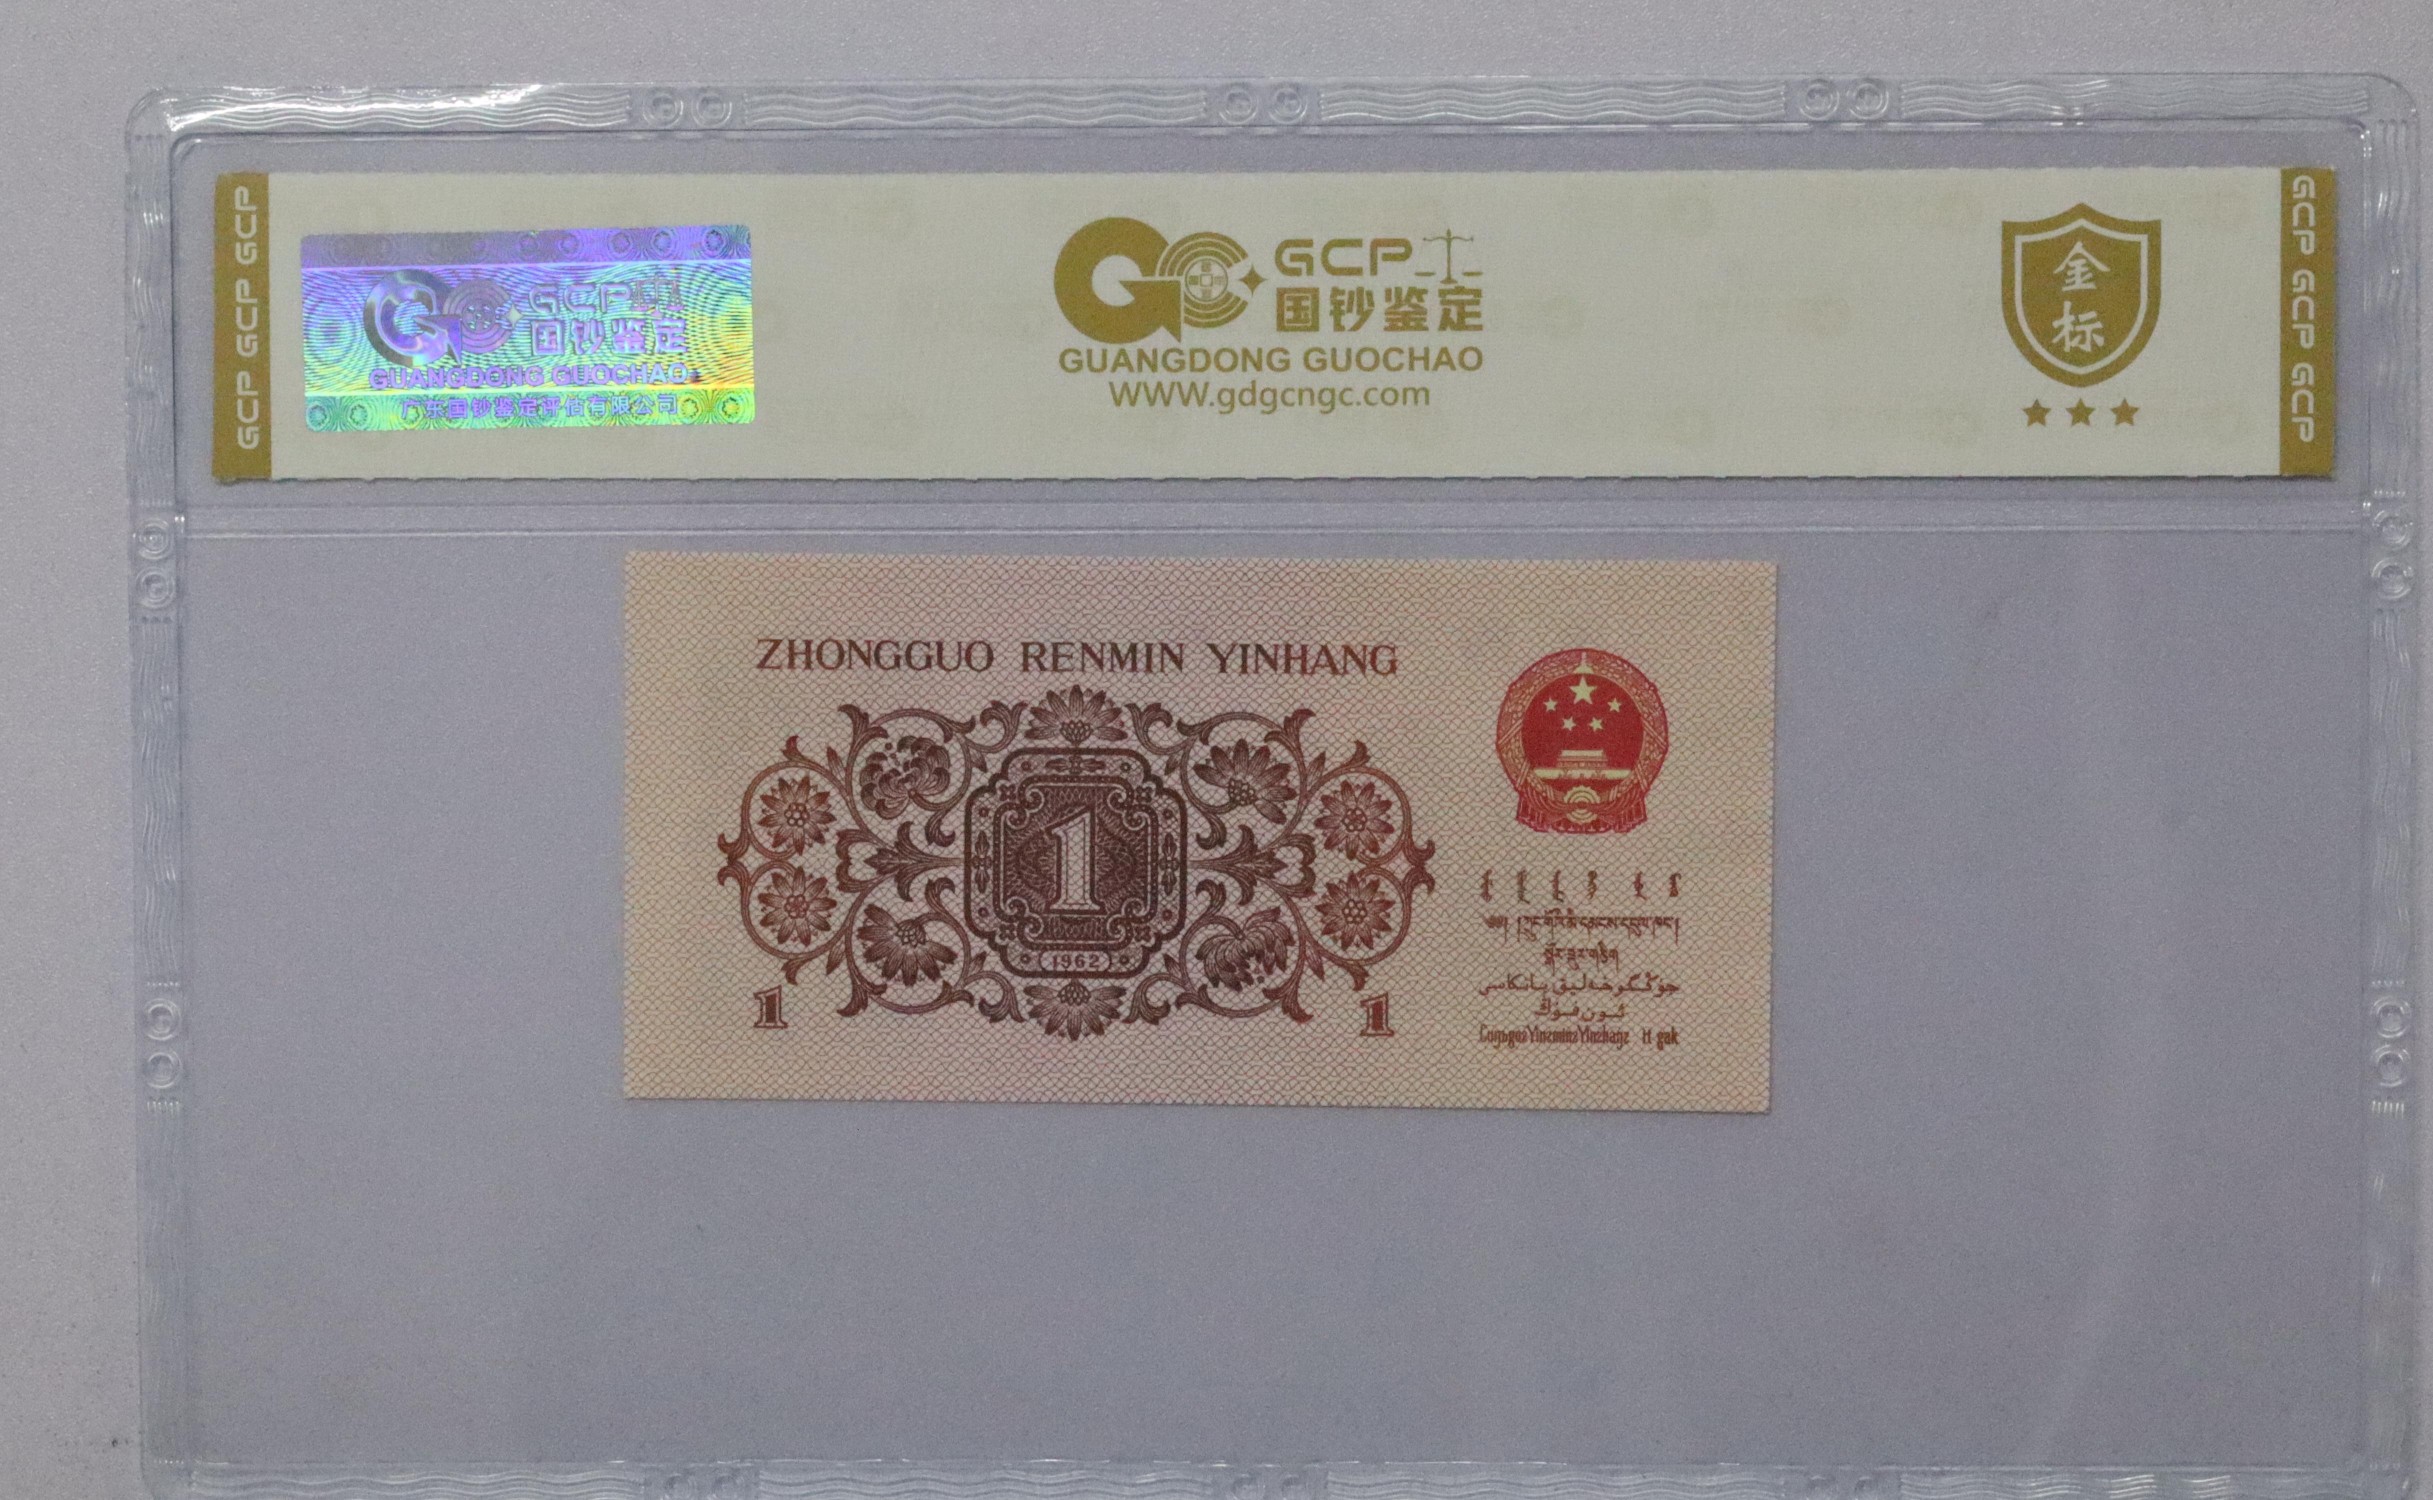 GCP GCP GCP
GCP
国钞鉴定
GUANGDONG GUOCHAO
广东国钞鉴定评估有限公司
GCP
国钞鉴定
GUANGDONG GUOCHAO
WWW.gdgcngc.com
金
标
GCP GCP GCP
ZHONGGUO RENMIN YINHANG
1
1962
1
1